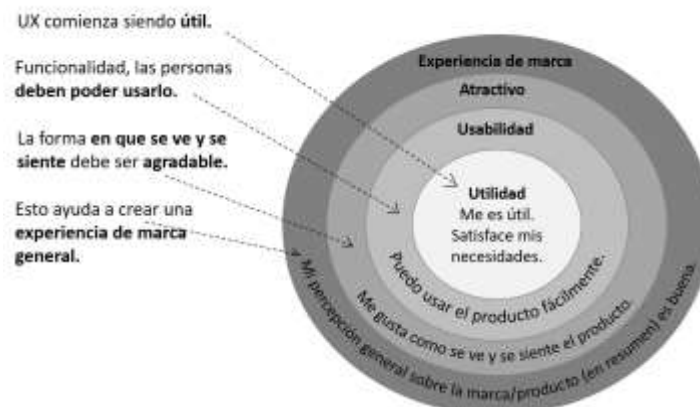 UX comienza siendo útil.
Funcionalidad, las personas
deben poder usarlo.
La forma en que se ve y se
siente debe ser agradable.
Esto ayuda a crear una
experiencia de marca
general.
Experiencia de marca
Atractivo
Usabilidad
Utilidad
Me es útil.
Satisface mis
necesidades.
Puedo usar el producto fácilmente.
Me gusta como se ve y se siente el producto.
Mi percepción general sobre la marca/producto (en resumen) es buena.